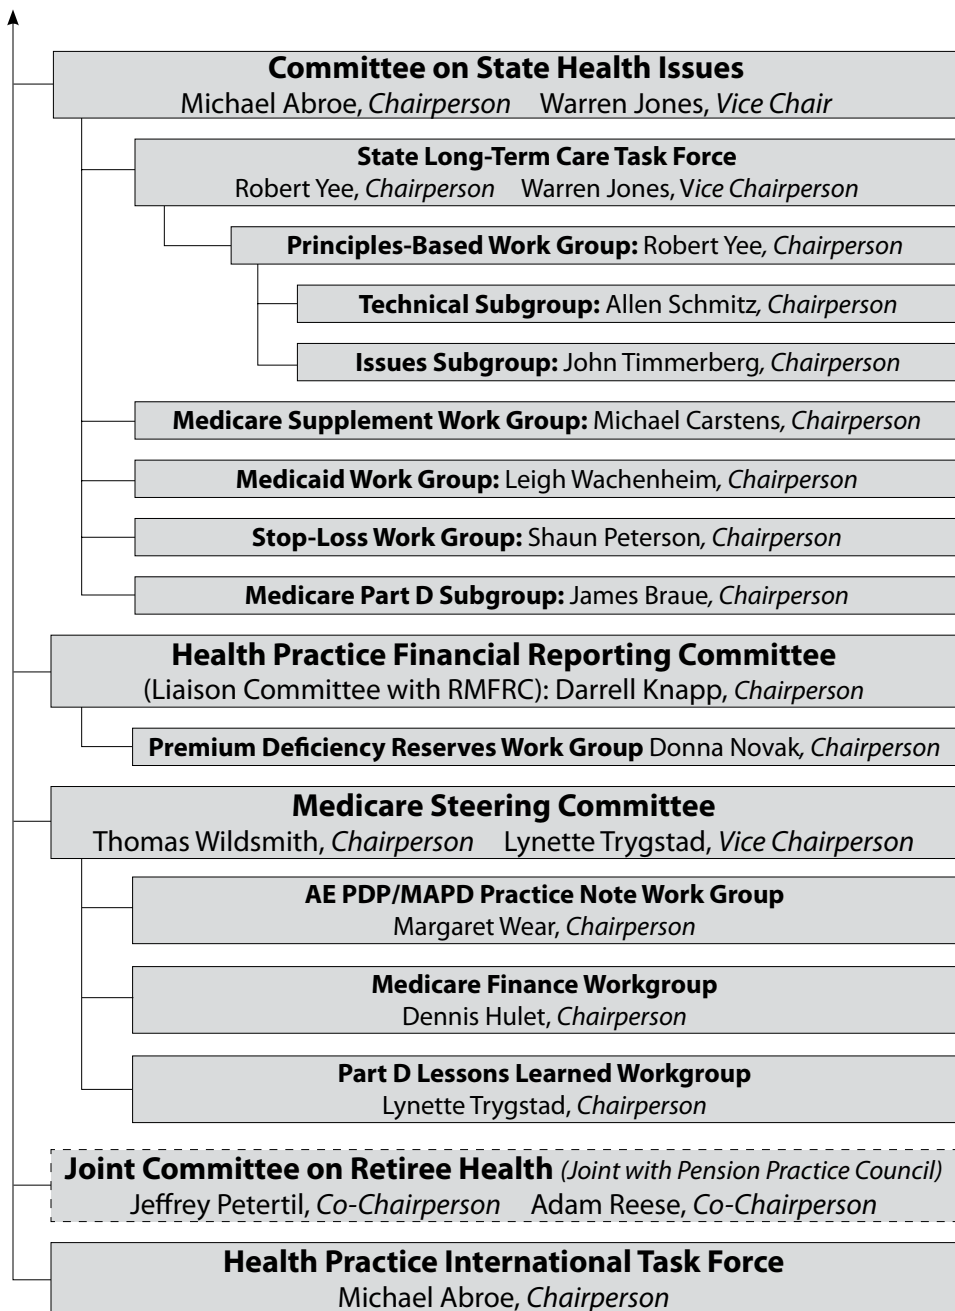 Committee on State Health Issues
Michael Abroe, Chairperson Warren Jones, Vice Chair
State Long-Term Care Task Force
Robert Yee, Chairperson Warren Jones, Vice Chairperson
Principles-Based Work Group: Robert Yee, Chairperson
Technical Subgroup: Allen Schmitz, Chairperson
Issues Subgroup: John Timmerberg, Chairperson
Medicare Supplement Work Group: Michael Carstens, Chairperson
Medicaid Work Group: Leigh Wachenheim, Chairperson
Stop-Loss Work Group: Shaun Peterson, Chairperson
Medicare Part D Subgroup: James Braue, Chairperson
Health Practice Financial Reporting Committee
(Liaison Committee with RMFRC): Darrell Knapp, Chairperson
Premium Deficiency Reserves Work Group Donna Novak, Chairperson
Medicare Steering Committee
Thomas Wildsmith, Chairperson Lynette Trygstad, Vice Chairperson
AE PDP/MAPD Practice Note Work Group
Margaret Wear, Chairperson
Medicare Finance Workgroup
Dennis Hulet, Chairperson
Part D Lessons Learned Workgroup
Lynette Trygstad, Chairperson
Joint Committee on Retiree Health (Joint with Pension Practice Council)
Jeffrey Petertil, Co-Chairperson Adam Reese, Co-Chairperson
Health Practice International Task Force
Michael Abroe, Chairperson